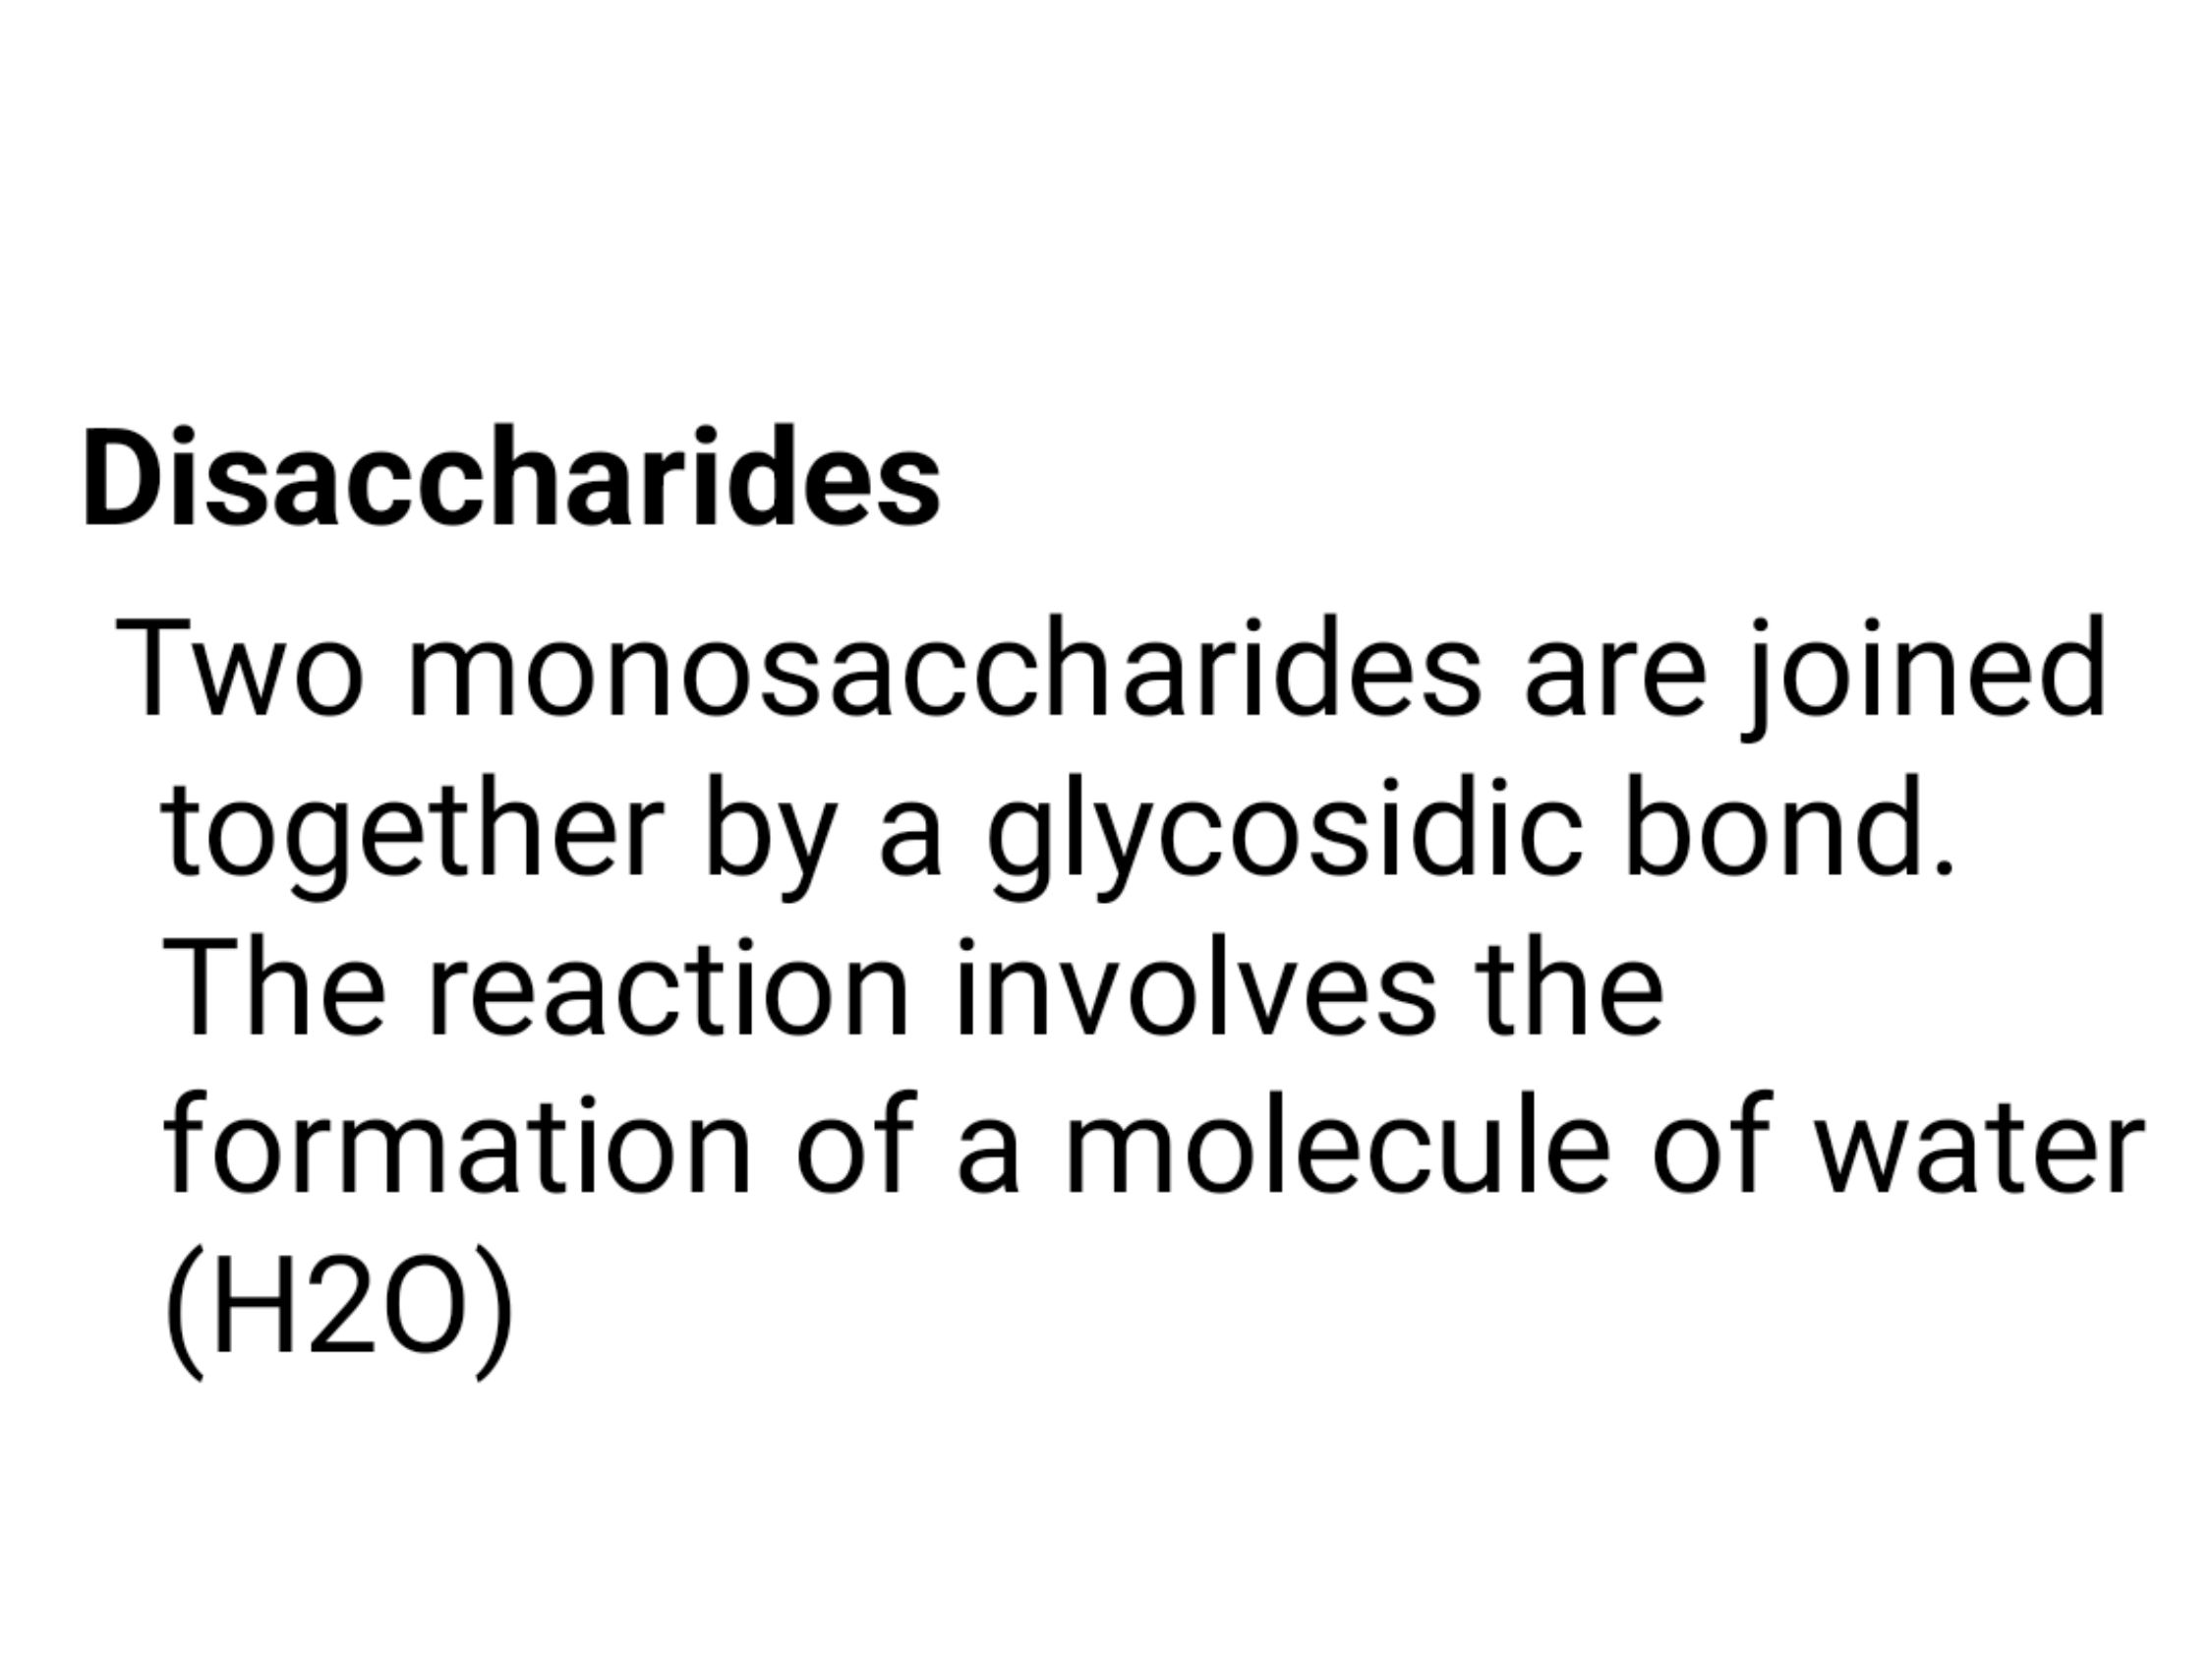 Disaccharides
Two monosaccharides are joined
together by a glycosidic bond.
The reaction involves the
formation of a molecule of water
(H2O)